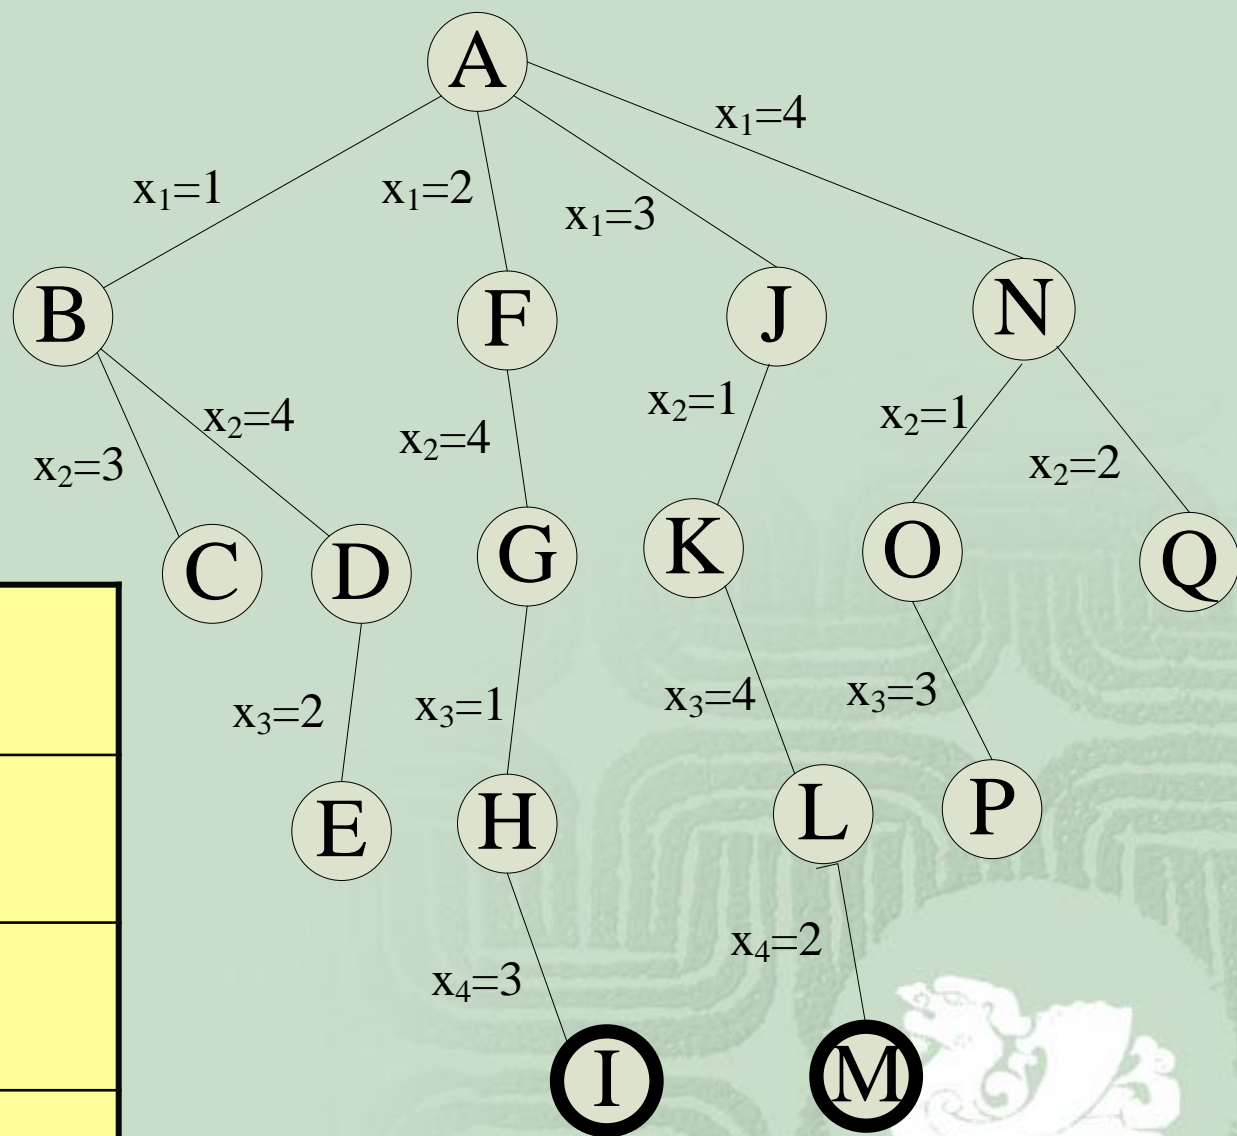 A
x₁=4
x₁=1 x₁=2 x₁=3
B F J N
x₂=3 x₂=4 x₂=4 x₂=1 x₂=1 x₂=2
C D G K O Q
x₃=2 x₃=1 x₃=4 x₃=3
E H L P
x₄=3 x₄=2
I M